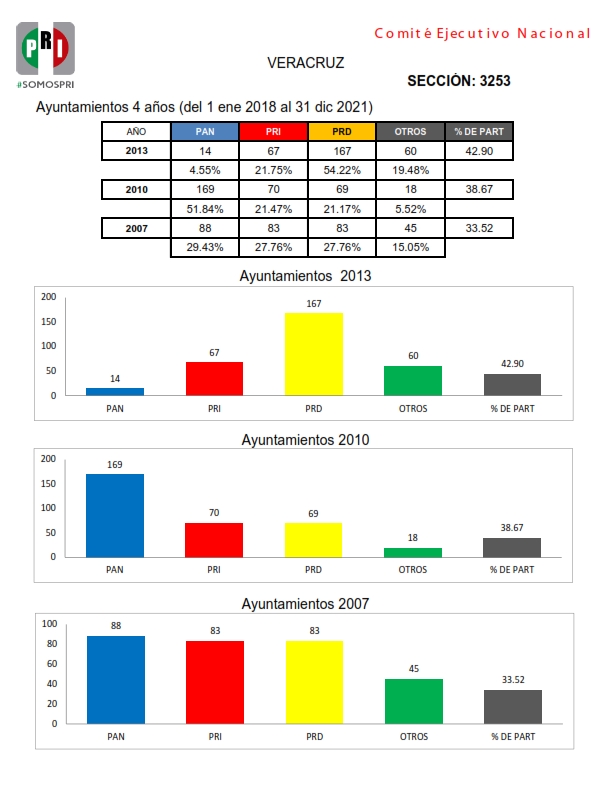 Comité Ejecutivo Nacional
PRI
#SOMOSPRI
VERACRUZ
SECCIÓN: 3253
Ayuntamientos 4 años (del 1 ene 2018 al 31 dic 2021)
AÑO PAN PRI PRD OTROS % DE PART
2013 14 67 167 60 42.90
4.55% 21.75% 54.22% 19.48%
2010 169 70 69 18 38.67
51.84% 21.47% 21.17% 5.52%
2007 88 83 83 45 33.52
29.43% 27.76% 27.76% 15.05%
Ayuntamientos 2013
200
150
100
50
0
14 67 167 60 42.90
PAN PRI PRD OTROS % DE PART
Ayuntamientos 2010
200
150
100
50
0
169 70 69 18 38.67
PAN PRI PRD OTROS % DE PART
Ayuntamientos 2007
100
80
60
40
20
0
88 83 83 45 33.52
PAN PRI PRD OTROS % DE PART